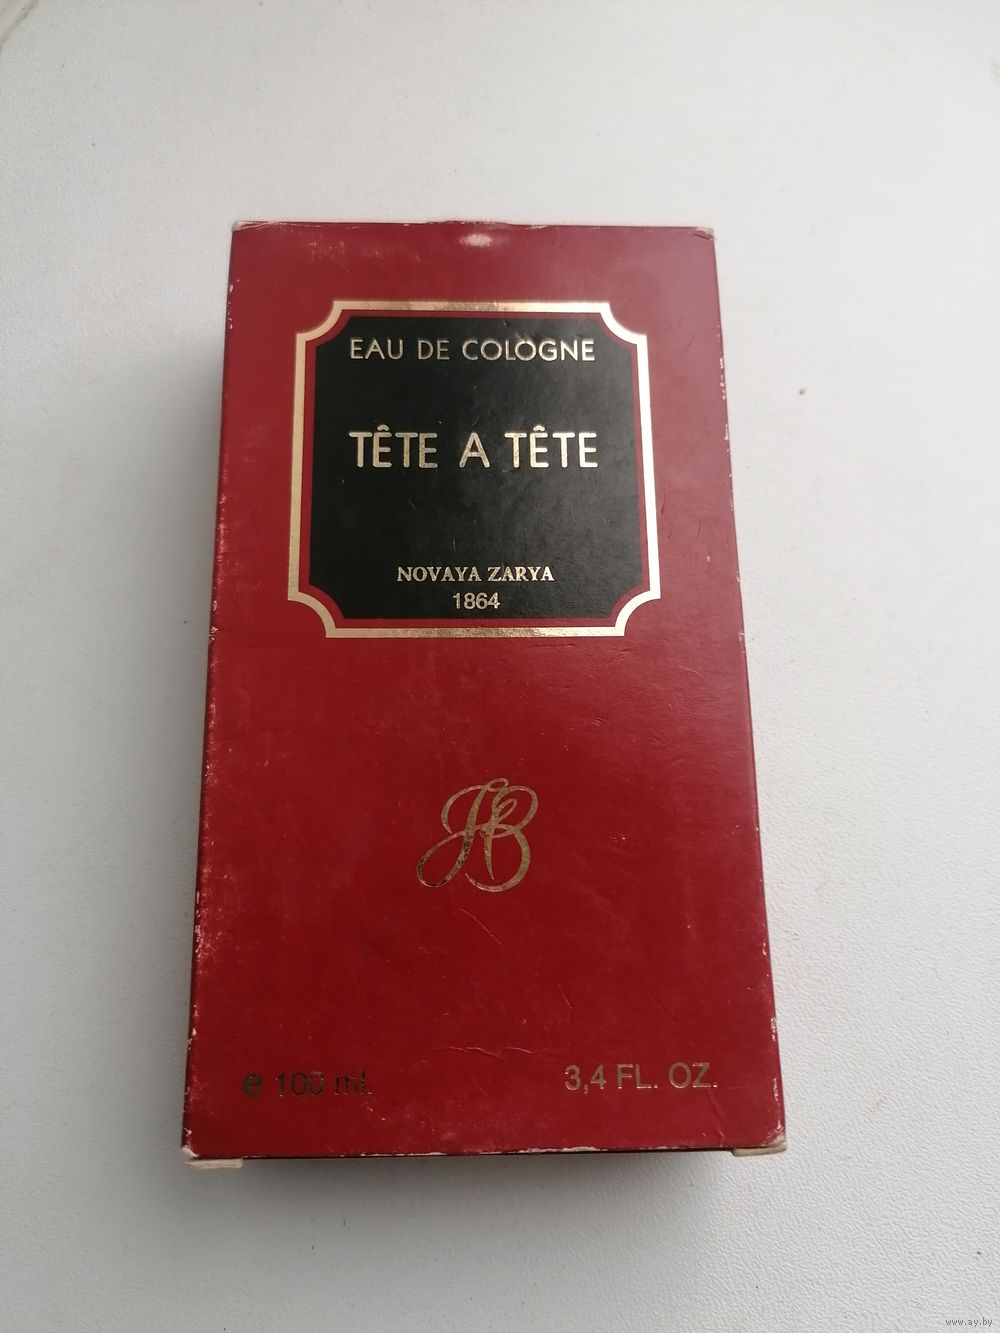 EAU DE COLOGNE
TÊTE A TÊTE
NOVAYA ZARYA
1864
℮ 100 ml.
3,4 FL. OZ.
www.ay.by